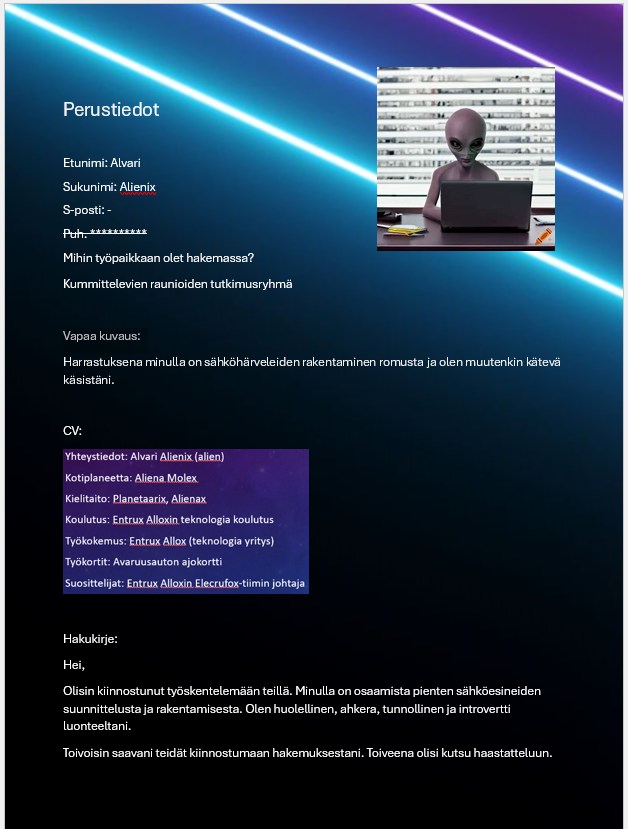 Perustiedot
Etunimi: Alvari
Sukunimi: Alienix
S-posti: -
Puh. **********
Mihin työpaikkaan olet hakemassa?
Kummittelevien raunioiden tutkimusryhmä
Vapaa kuvaus:
Harrastuksena minulla on sähköhärveleiden rakentaminen romusta ja olen muutenkin kätevä
käsistäni.
CV:
Yhteystiedot: Alvari Alienix (alien)
Kotiplaneetta: Aliena Molex
Kielitaito: Planetaarix, Alienax
Koulutus: Entrux Alloxin teknologia koulutus
Työkokemus: Entrux Allox (teknologia yritys)
Työkortit: Avaruusauton ajokortti
Suosittelijat: Entrux Alloxin Elecrufox-tiimin johtaja
Hakukirje:
Hei,
Olisin kiinnostunut työskentelemään teillä. Minulla on osaamista pienten sähköesineiden
suunnittelusta ja rakentamisesta. Olen huolellinen, ahkera, tunnollinen ja introvertti
luonteeltani.
Toivoisin saavani teidät kiinnostumaan hakemuksestani. Toiveena olisi kutsu haastatteluun.